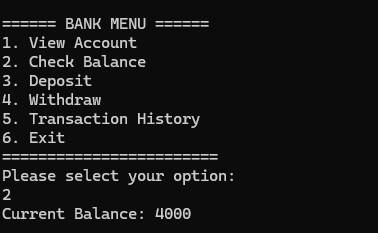 ====== BANK MENU ======
1. View Account
2. Check Balance
3. Deposit
4. Withdraw
5. Transaction History
6. Exit
========================
Please select your option:
2
Current Balance: 4000